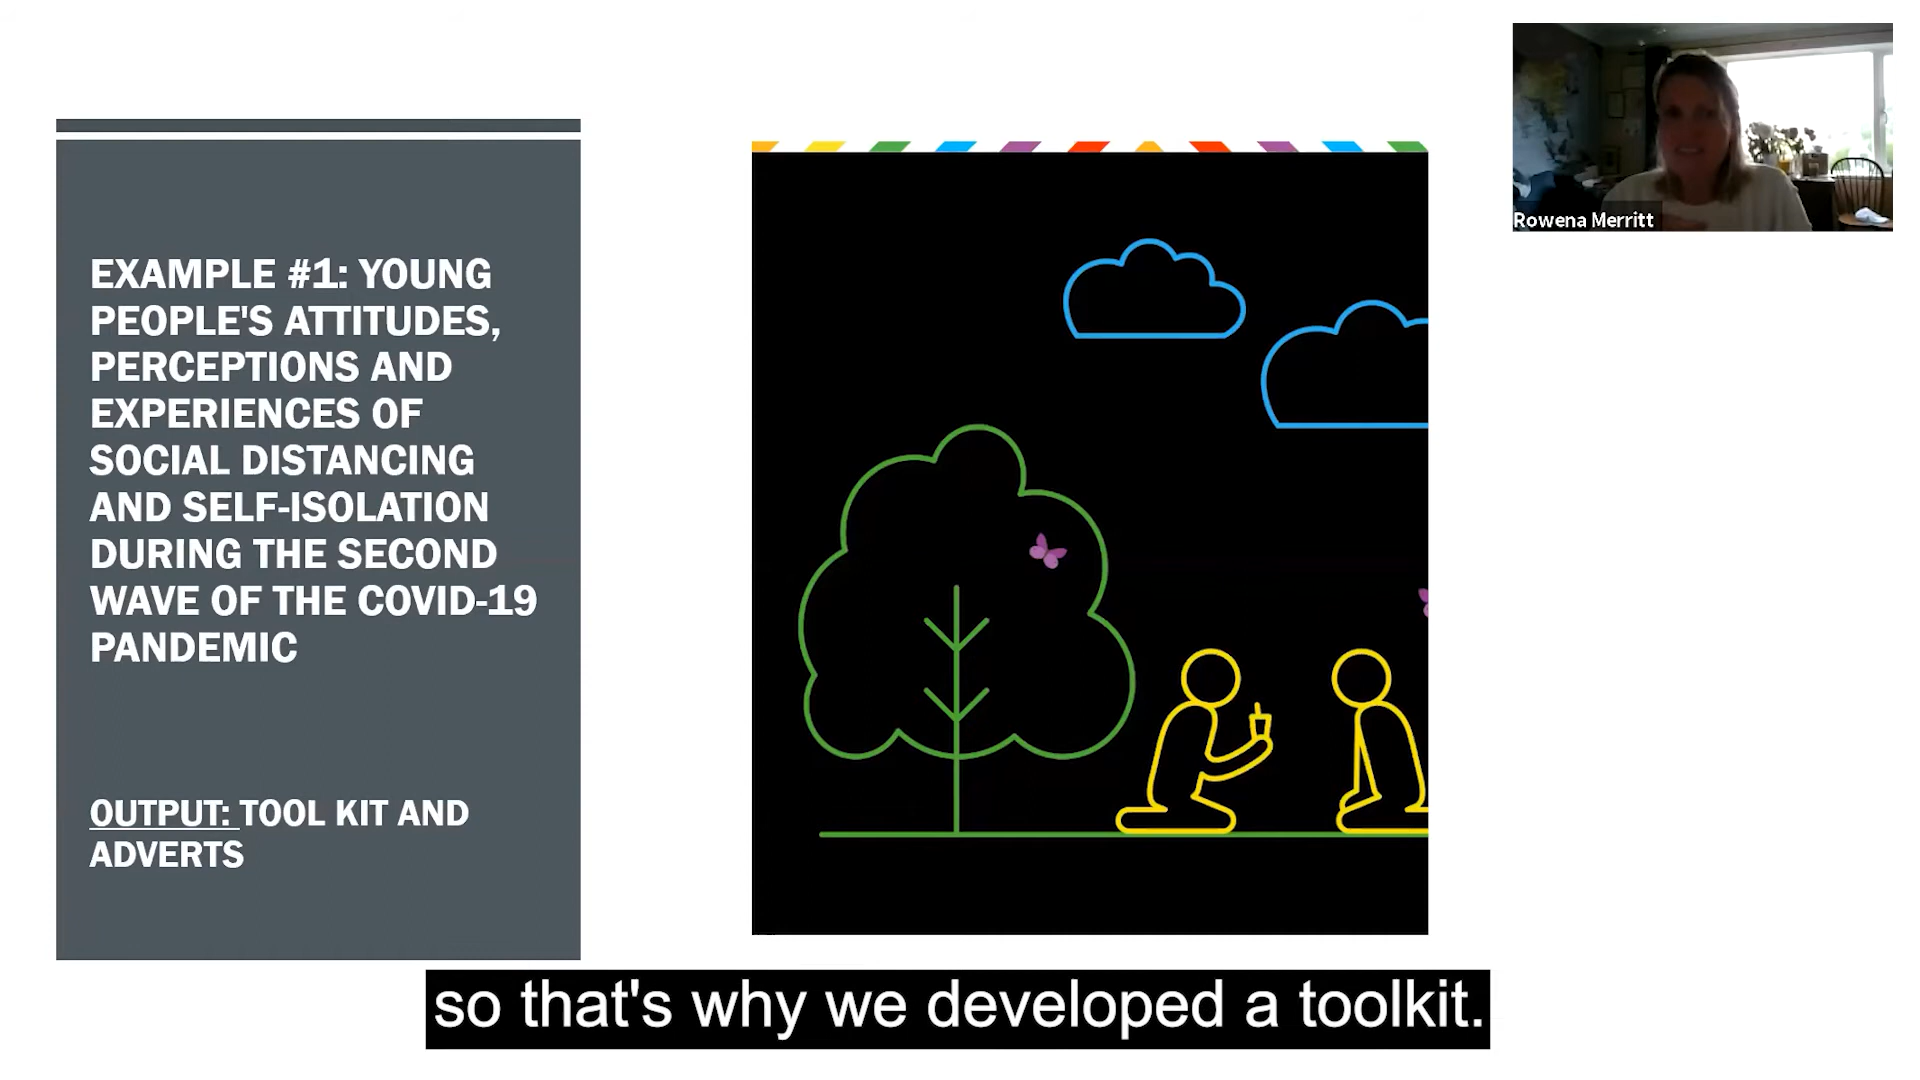 Rowena Merritt
EXAMPLE #1: YOUNG
PEOPLE'S ATTITUDES,
PERCEPTIONS AND
EXPERIENCES OF
SOCIAL DISTANCING
AND SELF-ISOLATION
DURING THE SECOND
WAVE OF THE COVID-19
PANDEMIC
OUTPUT: TOOL KIT AND
ADVERTS
so that's why we developed a toolkit.